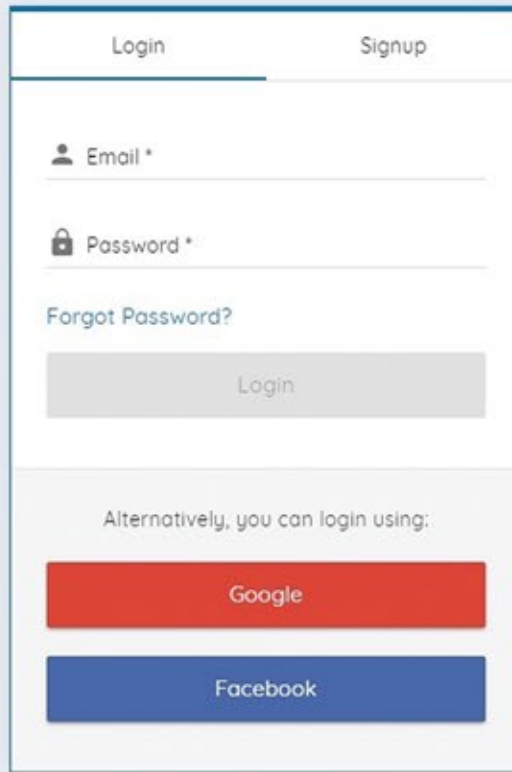 Login Signup
Email *
Password *
Forgot Password?
Login
Alternatively, you can login using:
Google
Facebook